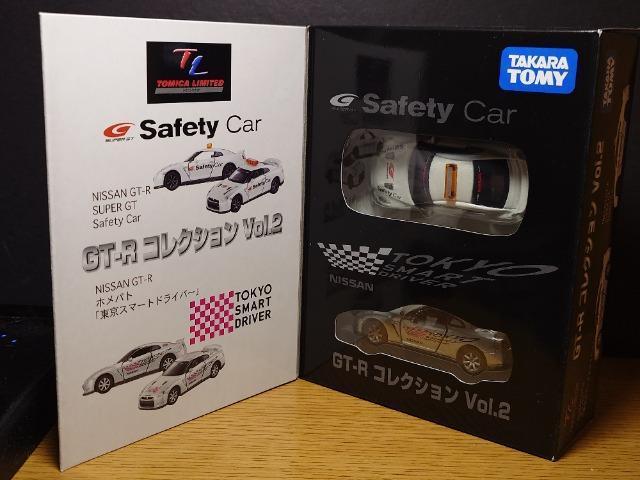 TL
TOMICA LIMITED
SUPER GT
Safety Car
NISSAN GT-R
SUPER GT
Safety Car
GT-R コレクション Vol.2
NISSAN GT-R
ホメパト
「東京スマートドライバー」
TOKYO
SMART
DRIVER
TAKARA
TOMY
Safety Car
TOKYO
SMART
DRIVER
NISSAN
GT-R コレクション Vol.2
TAKARA
TOMY